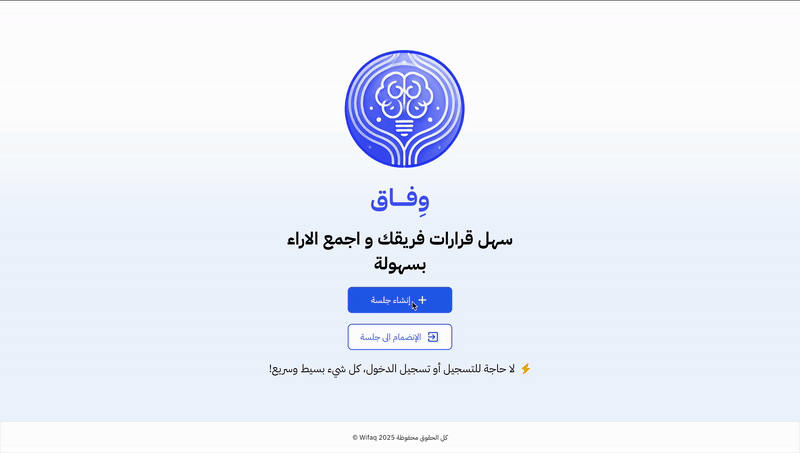 وِفــاق
سهل قرارات فريقك و اجمع الاراء
بسهولة
إنشاء جلسة
الإنضمام الى جلسة
لا حاجة للتسجيل أو تسجيل الدخول، كل شيء بسيط وسريع!
كل الحقوق محفوظة Wifaq 2025 ©